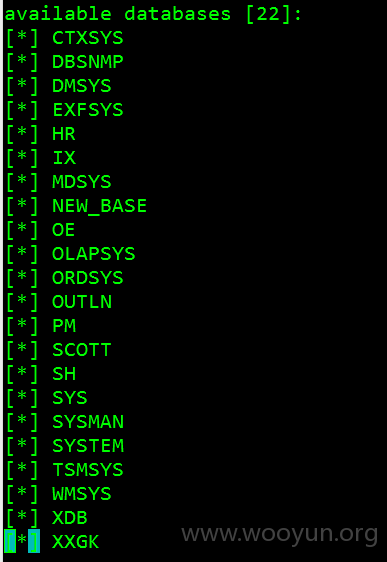 available databases [22]:
[*] CTXSYS
[*] DBSNMP
[*] DMSYS
[*] EXFSYS
[*] HR
[*] IX
[*] MDSYS
[*] NEW_BASE
[*] OE
[*] OLAPSYS
[*] ORDSYS
[*] OUTLN
[*] PM
[*] SCOTT
[*] SH
[*] SYS
[*] SYSMAN
[*] SYSTEM
[*] TSMSYS
[*] WMSYS
[*] XDB
[*] XXGK
www.wooyun.org